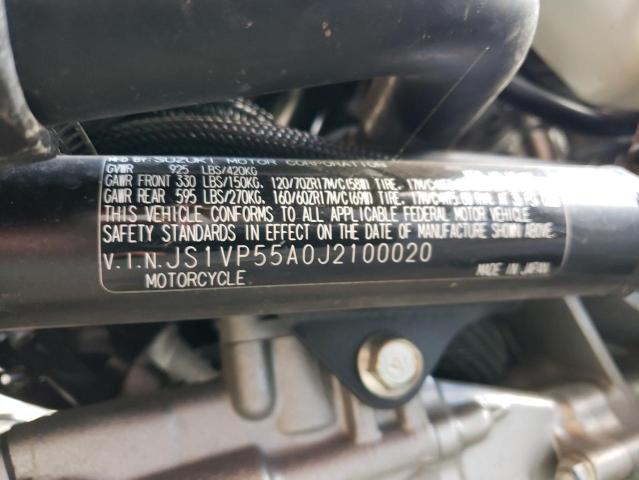 MFD BY: SUZUKI MOTOR CORPORATION
GVWR 925 LBS/420KG
GAWR FRONT 330 LBS/150KG, 120/70ZR17M/C(58W) TIRE,
GAWR REAR 595 LBS/270KG, 160/60ZR17M/C(69W) TIRE,
THIS VEHICLE CONFORMS TO ALL APPLICABLE FEDERAL MOTOR VEHICLE
SAFETY STANDARDS IN EFFECT ON THE DATE OF MANUFACTURE SHOWN ABOVE.
V.I.N.JS1VP55A0J2100020
MOTORCYCLE MADE IN JAPAN